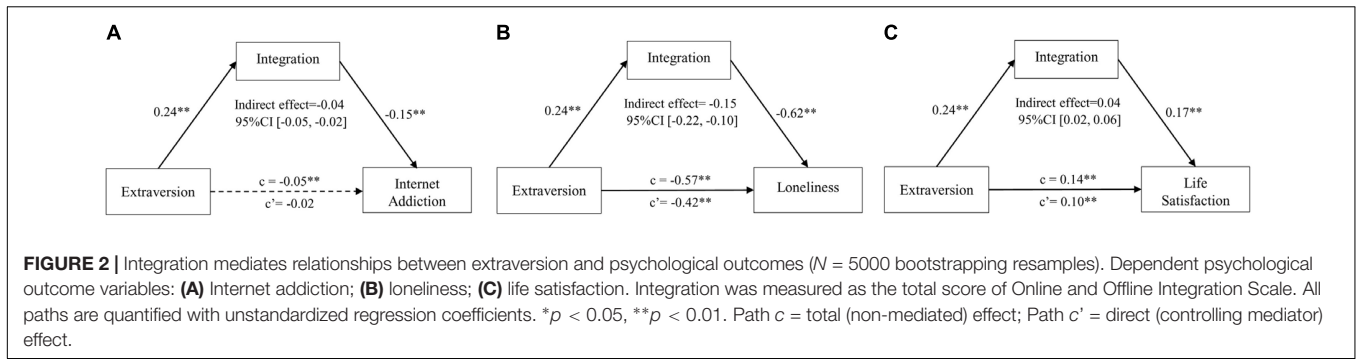 A
Integration
0.24**
Indirect effect=-0.04
95%CI [-0.05, -0.02]
-0.15**
Extraversion
c = -0.05**
c'= -0.02
Internet
Addiction
B
Integration
0.24**
Indirect effect= -0.15
95%CI [-0.22, -0.10]
-0.62**
Extraversion
c = -0.57**
c'= -0.42**
Loneliness
C
Integration
0.24**
Indirect effect=0.04
95%CI [0.02, 0.06]
0.17**
Extraversion
c = 0.14**
c'= 0.10**
Life
Satisfaction
FIGURE 2 | Integration mediates relationships between extraversion and psychological outcomes (N = 5000 bootstrapping resamples). Dependent psychological
outcome variables: (A) Internet addiction; (B) loneliness; (C) life satisfaction. Integration was measured as the total score of Online and Offline Integration Scale. All
paths are quantified with unstandardized regression coefficients. *p < 0.05, **p < 0.01. Path c = total (non-mediated) effect; Path c' = direct (controlling mediator)
effect.